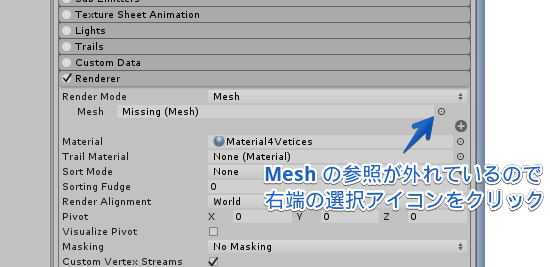 Sub Emitters
Texture Sheet Animation
Lights
Trails
Custom Data
Renderer
Render Mode Mesh
Mesh Missing (Mesh)
Material Material4Vetices
Trail Material None (Material)
Sort Mode None
Sorting Fudge 0
Render Alignment World
Pivot X 0 Y 0 Z 0
Visualize Pivot
Masking No Masking
Custom Vertex Streams
Mesh の参照が外れているので
右端の選択アイコンをクリック